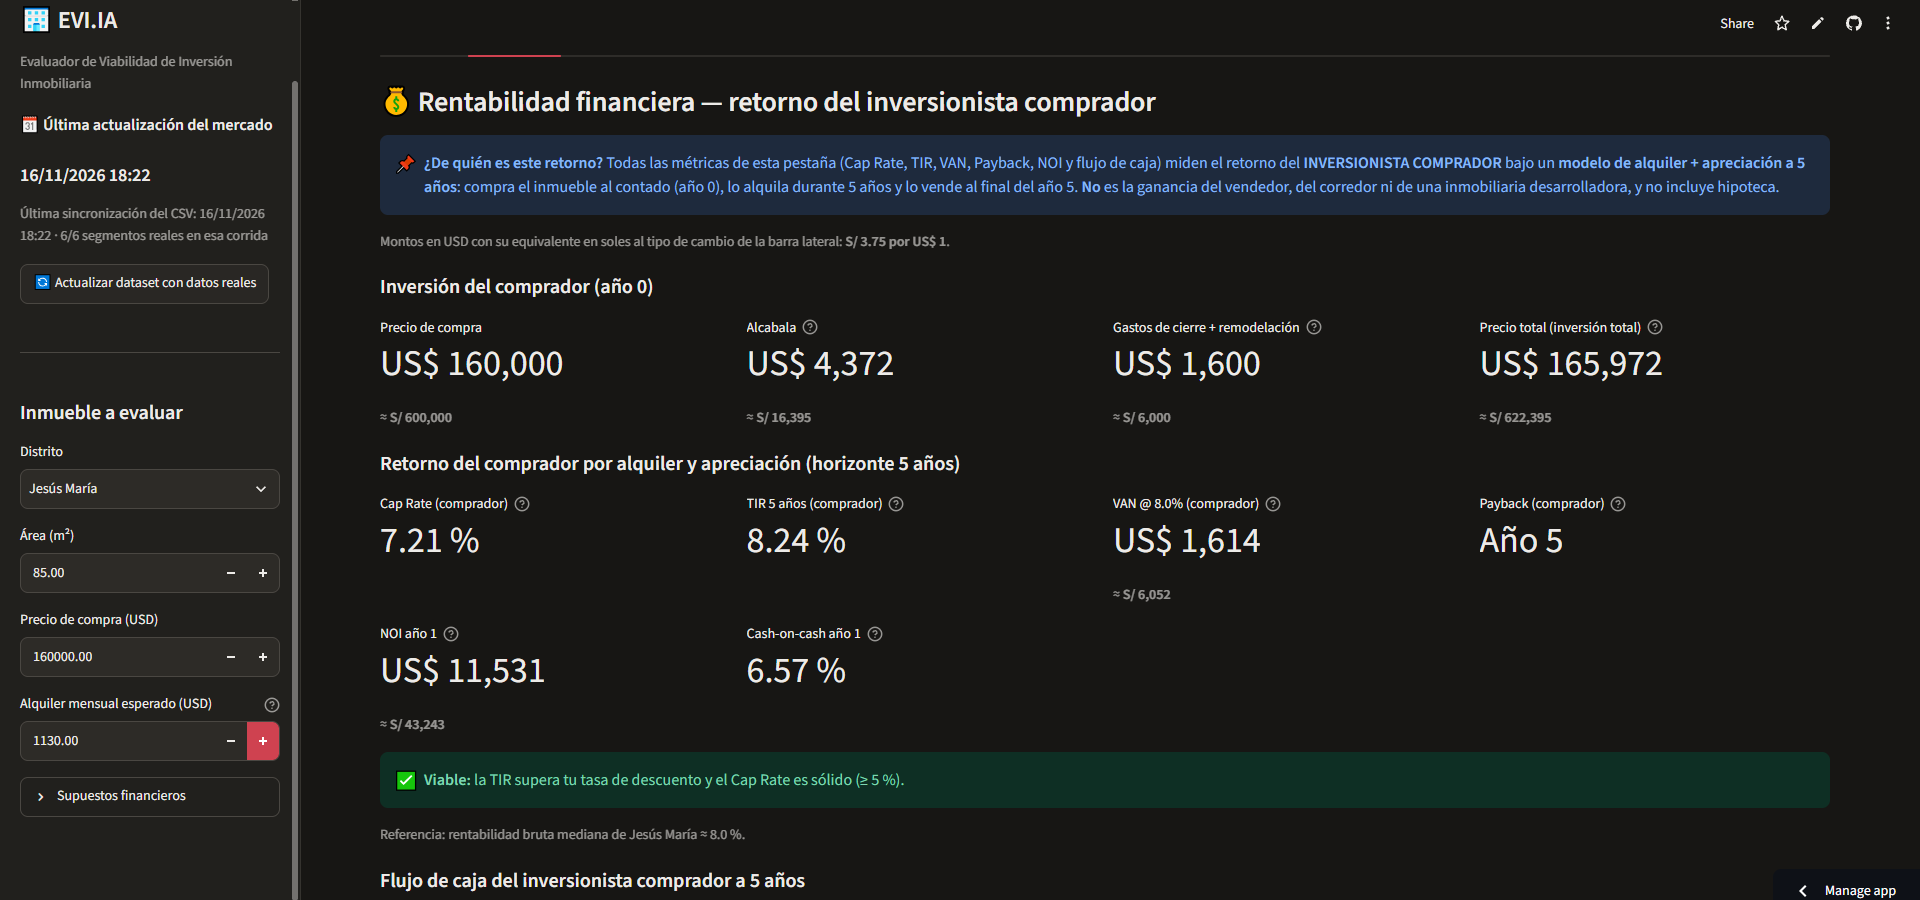 EVI.IA
Evaluador de Viabilidad de Inversión
Inmobiliaria
31 Última actualización del mercado
16/11/2026 18:22
Última sincronización del CSV: 16/11/2026
18:22 · 6/6 segmentos reales en esa corrida
Actualizar dataset con datos reales
Inmueble a evaluar
Distrito
Jesús María
Área (m²)
85.00 − +
Precio de compra (USD)
160000.00 − +
Alquiler mensual esperado (USD) ?
1130.00 − +
Supuestos financieros
Share
Rentabilidad financiera — retorno del inversionista comprador
¿De quién es este retorno? Todas las métricas de esta pestaña (Cap Rate, TIR, VAN, Payback, NOI y flujo de caja) miden el retorno del INVERSIONISTA COMPRADOR bajo un modelo de alquiler + apreciación a 5
años: compra el inmueble al contado (año 0), lo alquila durante 5 años y lo vende al final del año 5. No es la ganancia del vendedor, del corredor ni de una inmobiliaria desarrolladora, y no incluye hipoteca.
Montos en USD con su equivalente en soles al tipo de cambio de la barra lateral: S/ 3.75 por US$ 1.
Inversión del comprador (año 0)
Precio de compra Alcabala ? Gastos de cierre + remodelación ? Precio total (inversión total) ?
US$ 160,000 US$ 4,372 US$ 1,600 US$ 165,972
≈ S/ 600,000 ≈ S/ 16,395 ≈ S/ 6,000 ≈ S/ 622,395
Retorno del comprador por alquiler y apreciación (horizonte 5 años)
Cap Rate (comprador) ? TIR 5 años (comprador) ? VAN @ 8.0% (comprador) ? Payback (comprador) ?
7.21 % 8.24 % US$ 1,614 Año 5
≈ S/ 6,052
NOI año 1 ? Cash-on-cash año 1 ?
US$ 11,531 6.57 %
≈ S/ 43,243
Viable: la TIR supera tu tasa de descuento y el Cap Rate es sólido (≥ 5 %).
Referencia: rentabilidad bruta mediana de Jesús María ≈ 8.0 %.
Flujo de caja del inversionista comprador a 5 años
Manage app